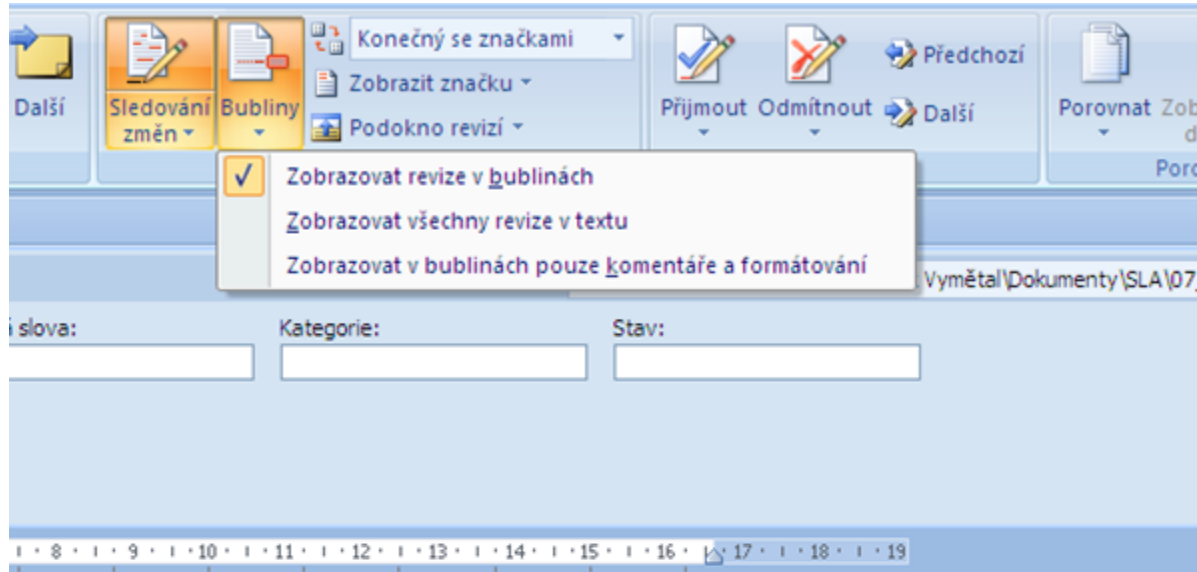 Další
Sledování změn
Bubliny
Konečný se značkami
Zobrazit značku
Podokno revizí
Přijmout
Odmítnout
Předchozí
Další
Porovnat
Zobrazovat revize v bublinách
Zobrazovat všechny revize v textu
Zobrazovat v bublinách pouze komentáře a formátování
Vymětal\Dokumenty\SLA\07
slova:
Kategorie:
Stav:
8 9 10 11 12 13 14 15 16 17 18 19